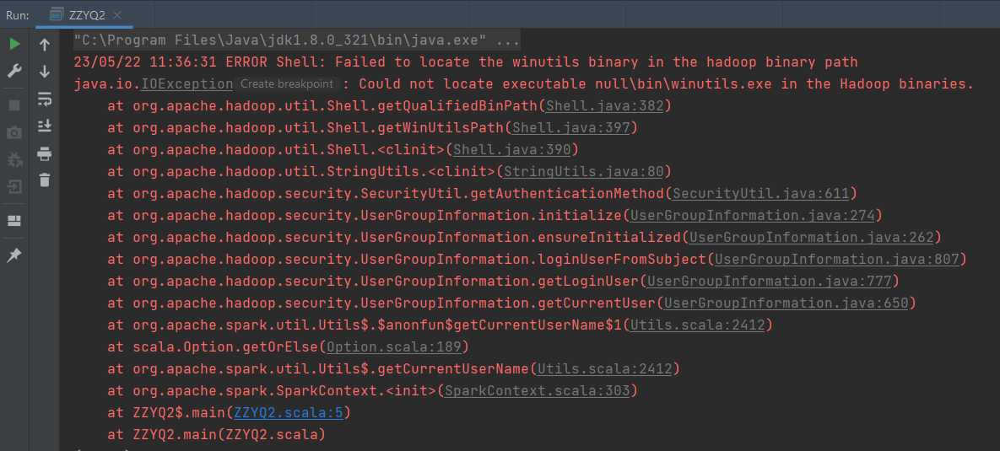 Run: ZZYQ2
"C:\Program Files\Java\jdk1.8.0_321\bin\java.exe" ...
23/05/22 11:36:31 ERROR Shell: Failed to locate the winutils binary in the hadoop binary path
java.io.IOException Create breakpoint : Could not locate executable null\bin\winutils.exe in the Hadoop binaries.
at org.apache.hadoop.util.Shell.getQualifiedBinPath(Shell.java:382)
at org.apache.hadoop.util.Shell.getWinUtilsPath(Shell.java:397)
at org.apache.hadoop.util.Shell.<clinit>(Shell.java:390)
at org.apache.hadoop.util.StringUtils.<clinit>(StringUtils.java:80)
at org.apache.hadoop.security.SecurityUtil.getAuthenticationMethod(SecurityUtil.java:611)
at org.apache.hadoop.security.UserGroupInformation.initialize(UserGroupInformation.java:274)
at org.apache.hadoop.security.UserGroupInformation.ensureInitialized(UserGroupInformation.java:262)
at org.apache.hadoop.security.UserGroupInformation.loginUserFromSubject(UserGroupInformation.java:807)
at org.apache.hadoop.security.UserGroupInformation.getLoginUser(UserGroupInformation.java:777)
at org.apache.hadoop.security.UserGroupInformation.getCurrentUser(UserGroupInformation.java:650)
at org.apache.spark.util.Utils$.$anonfun$getCurrentUserName$1(Utils.scala:2412)
at scala.Option.getOrElse(Option.scala:189)
at org.apache.spark.util.Utils$.getCurrentUserName(Utils.scala:2412)
at org.apache.spark.SparkContext.<init>(SparkContext.scala:303)
at ZZYQ2$.main(ZZYQ2.scala:5)
at ZZYQ2.main(ZZYQ2.scala)